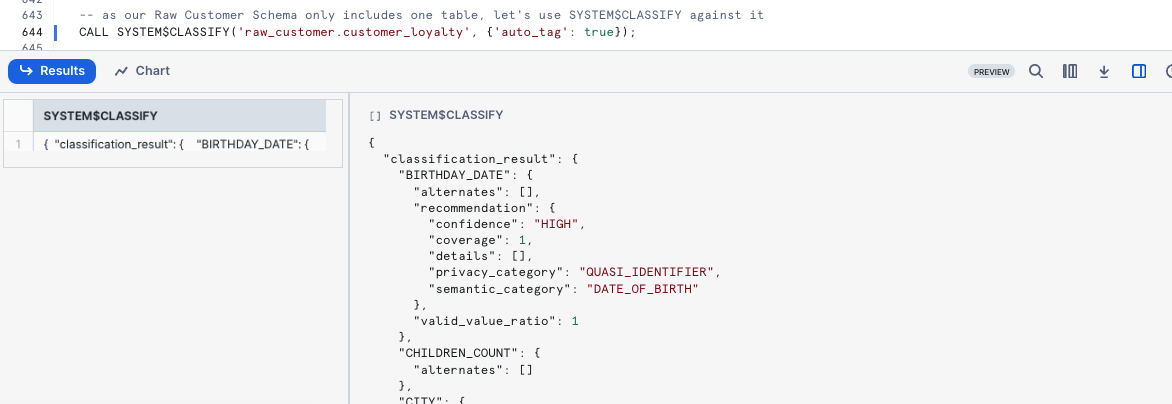 642
643 -- as our Raw Customer Schema only includes one table, let's use SYSTEM$CLASSIFY against it
644 CALL SYSTEM$CLASSIFY('raw_customer.customer_loyalty', {'auto_tag': true});
645
Results
Chart
PREVIEW
SYSTEM$CLASSIFY
1 { "classification_result": { "BIRTHDAY_DATE": {
[] SYSTEM$CLASSIFY
{
"classification_result": {
"BIRTHDAY_DATE": {
"alternates": [],
"recommendation": {
"confidence": "HIGH",
"coverage": 1,
"details": [],
"privacy_category": "QUASI_IDENTIFIER",
"semantic_category": "DATE_OF_BIRTH"
},
"valid_value_ratio": 1
},
"CHILDREN_COUNT": {
"alternates": []
},
"CITY": {